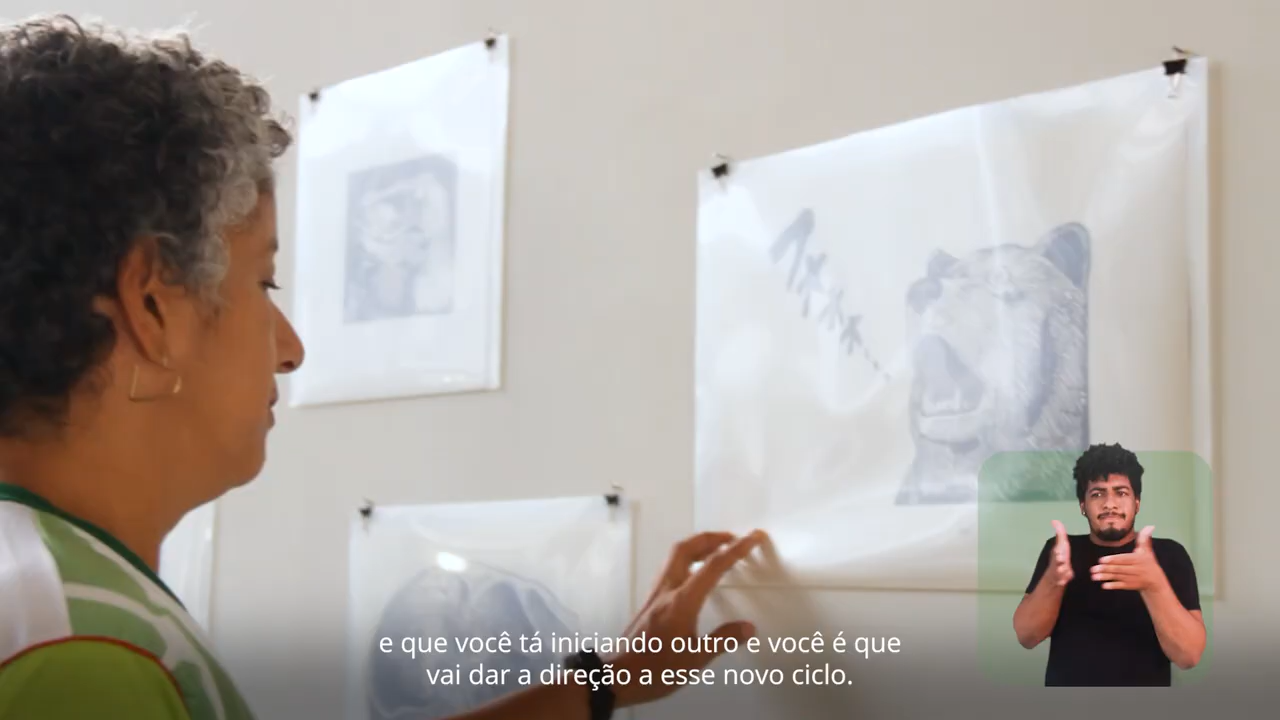 e que você tá iniciando outro e você é que
vai dar a direção a esse novo ciclo.